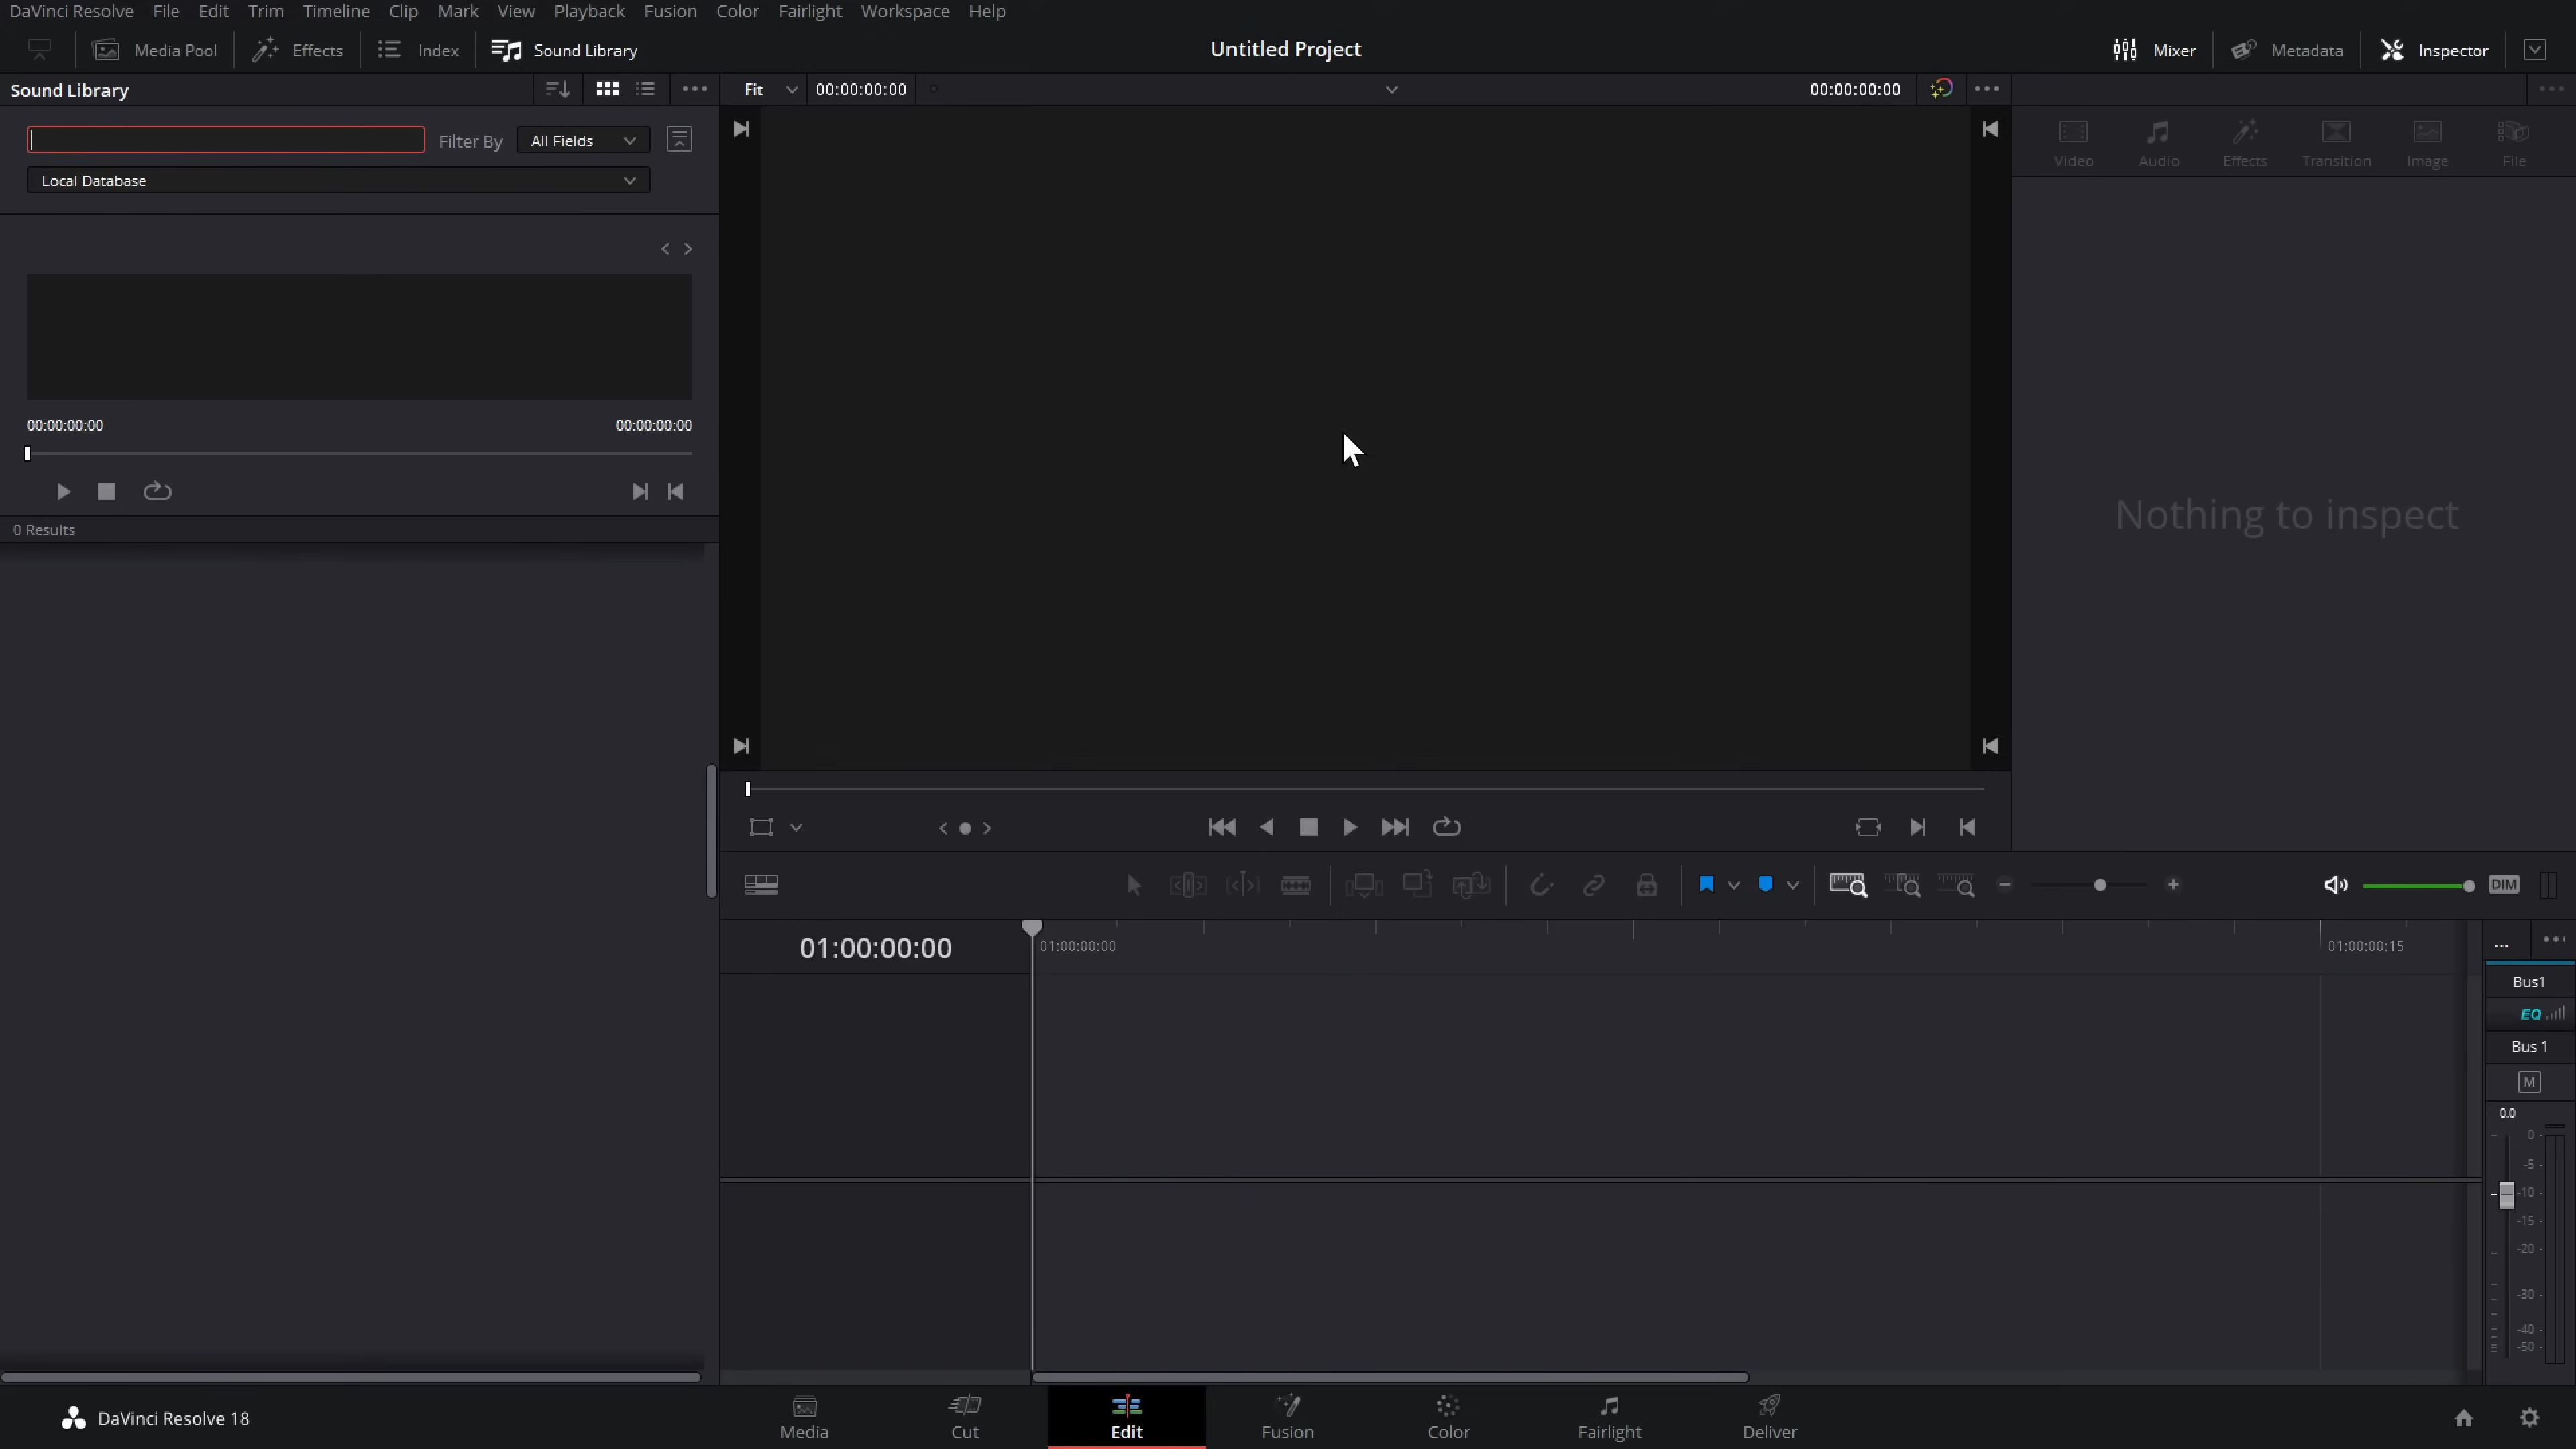 DaVinci Resolve File Edit Trim Timeline Clip Mark View Playback Fusion Color Fairlight Workspace Help
Media Pool Effects Index Sound Library Untitled Project Mixer Metadata Inspector
Sound Library Fit 00:00:00:00 00:00:00:00
Filter By All Fields
Local Database
Video Audio Effects Transition Image File
00:00:00:00 00:00:00:00
0 Results
Nothing to inspect
DIM
01:00:00:00 01:00:00:00 01:00:00:15
Bus1
EQ
Bus 1
M
0.0
0
-5
-10
-15
-20
-30
-40
-50
DaVinci Resolve 18 Media Cut Edit Fusion Color Fairlight Deliver